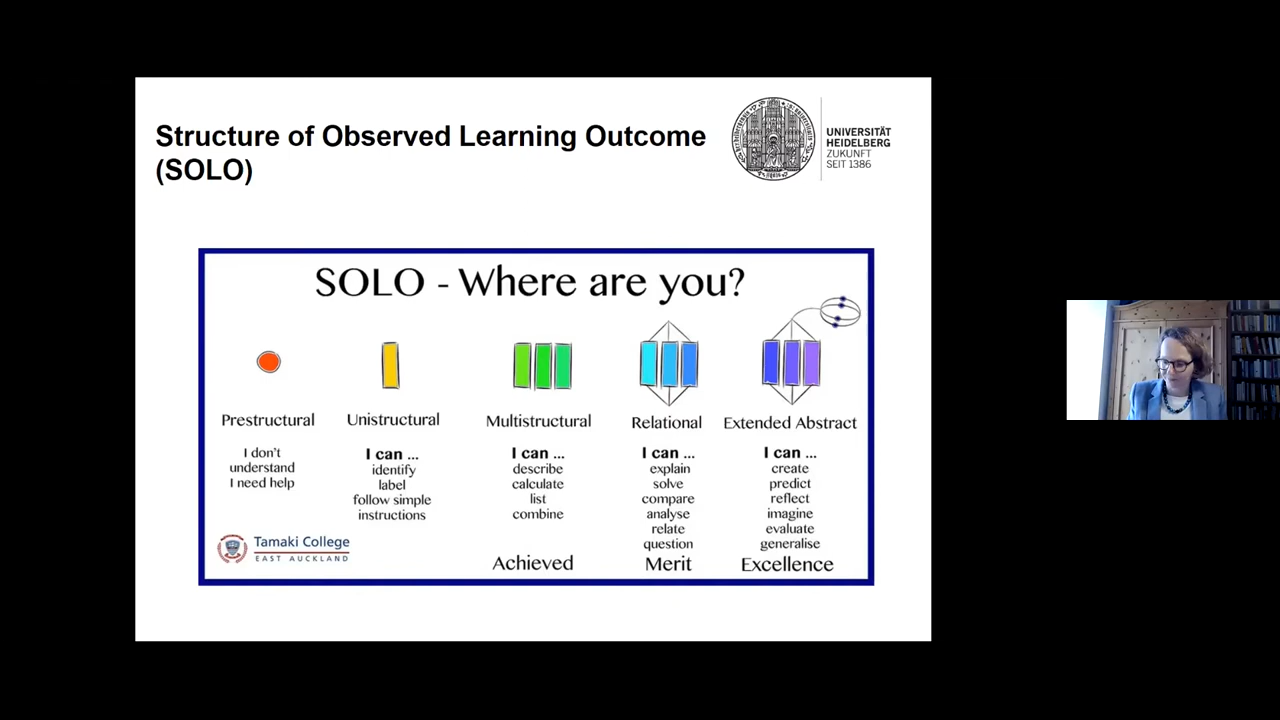 Structure of Observed Learning Outcome
(SOLO)
UNIVERSITÄT
HEIDELBERG
ZUKUNFT
SEIT 1386
SOLO - Where are you?
Prestructural
I don't
understand
I need help
Unistructural
I can ...
identify
label
follow simple
instructions
Multistructural
I can ...
describe
calculate
list
combine
Achieved
Relational
I can ...
explain
solve
compare
analyse
relate
question
Merit
Extended Abstract
I can ...
create
predict
reflect
imagine
evaluate
generalise
Excellence
Tamaki College
EAST AUCKLAND